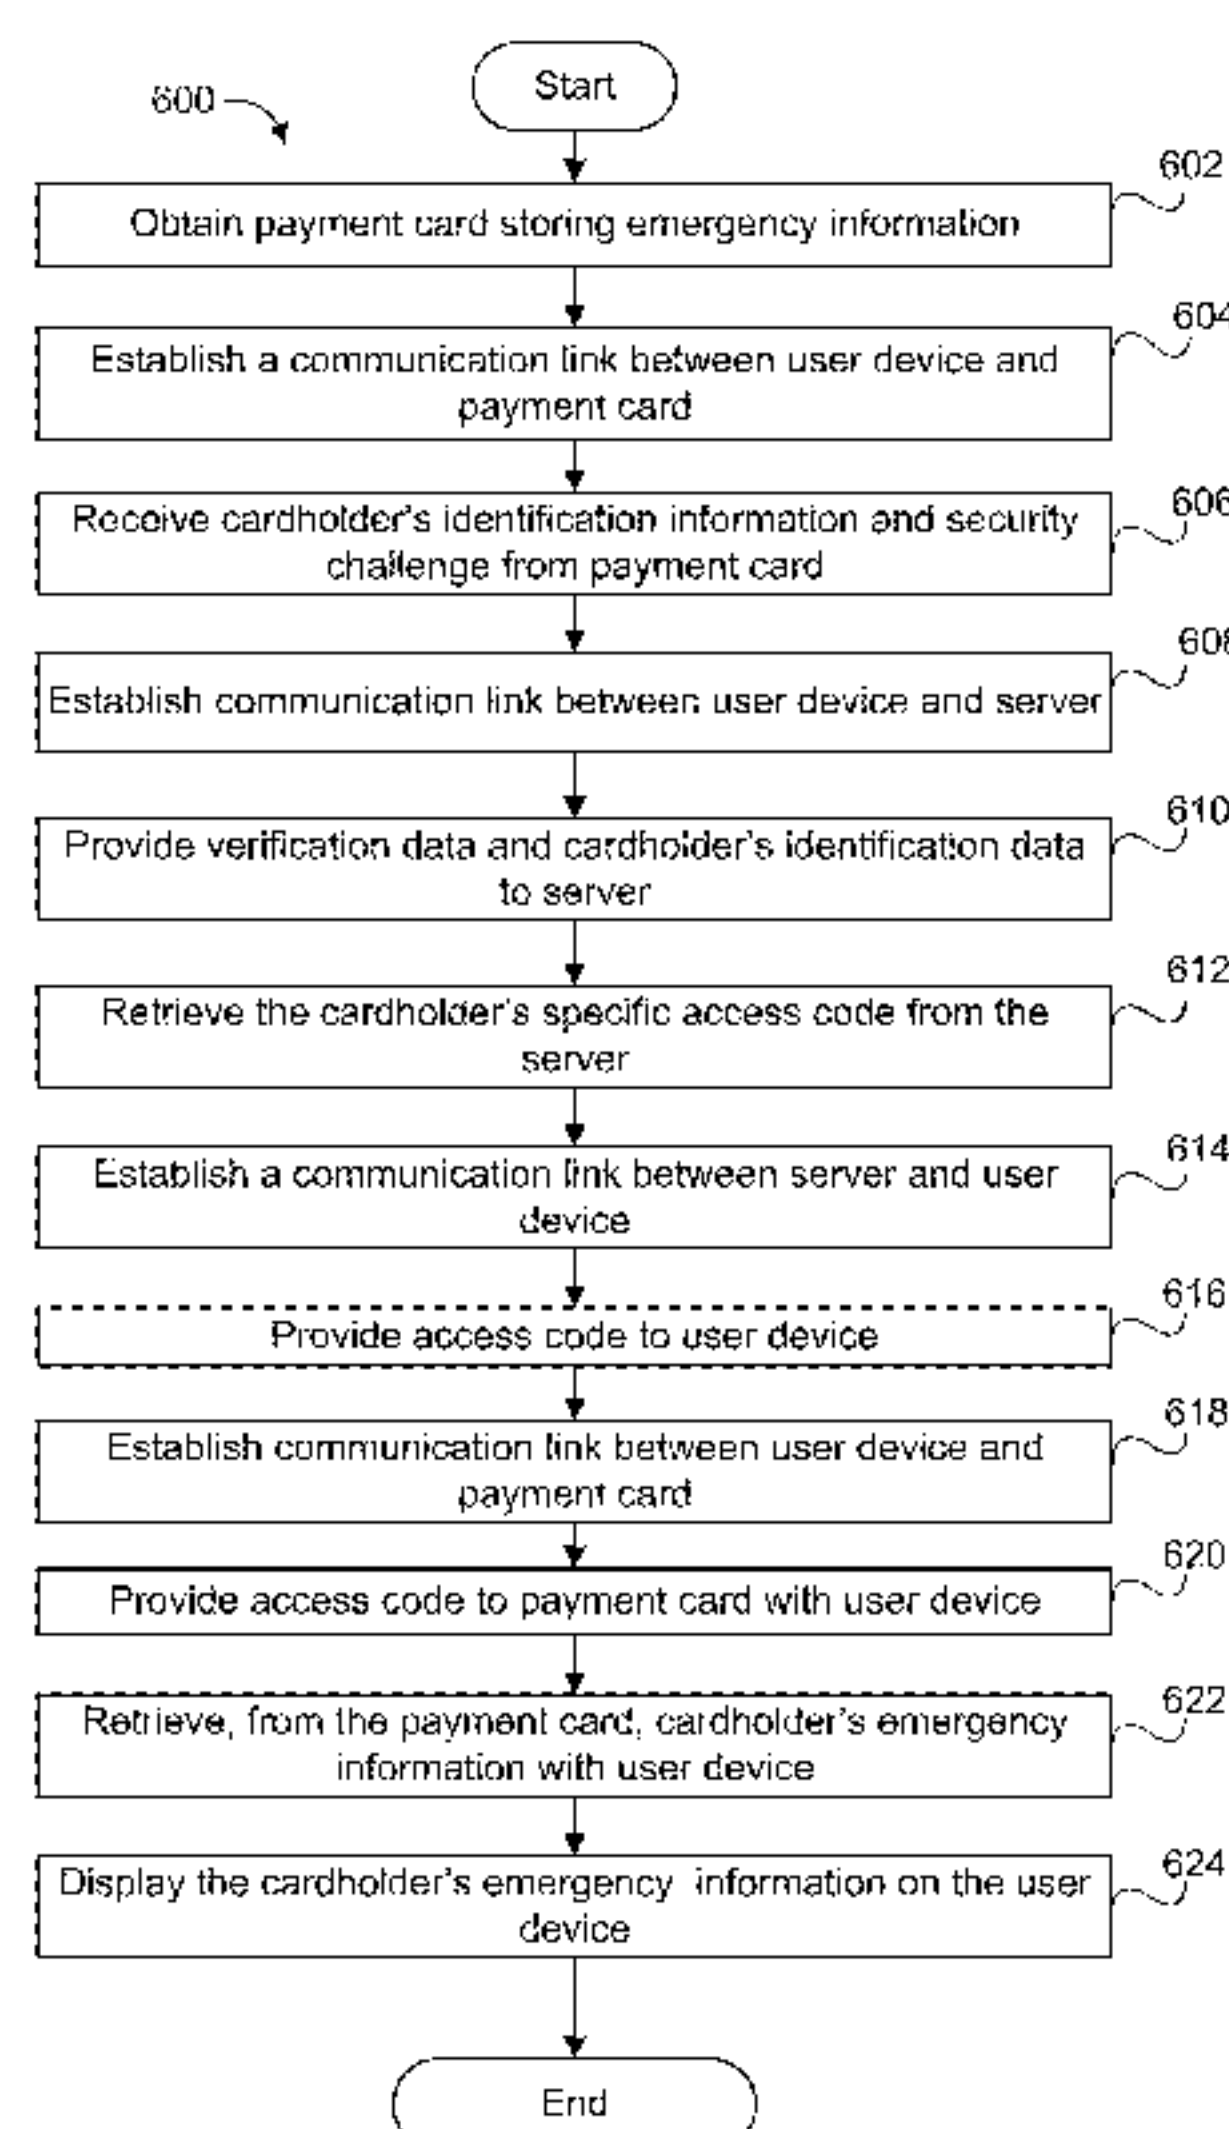 600
Start
602
Obtain payment card storing emergency information
604
Establish a communication link between user device and
payment card
606
Receive cardholder's identification information and security
challenge from payment card
608
Establish communication link between user device and server
610
Provide verification data and cardholder's identification data
to server
612
Retrieve the cardholder's specific access code from the
server
614
Establish a communication link between server and user
device
616
Provide access code to user device
618
Establish communication link between user device and
payment card
620
Provide access code to payment card with user device
622
Retrieve, from the payment card, cardholder's emergency
information with user device
624
Display the cardholder's emergency information on the user
device
End